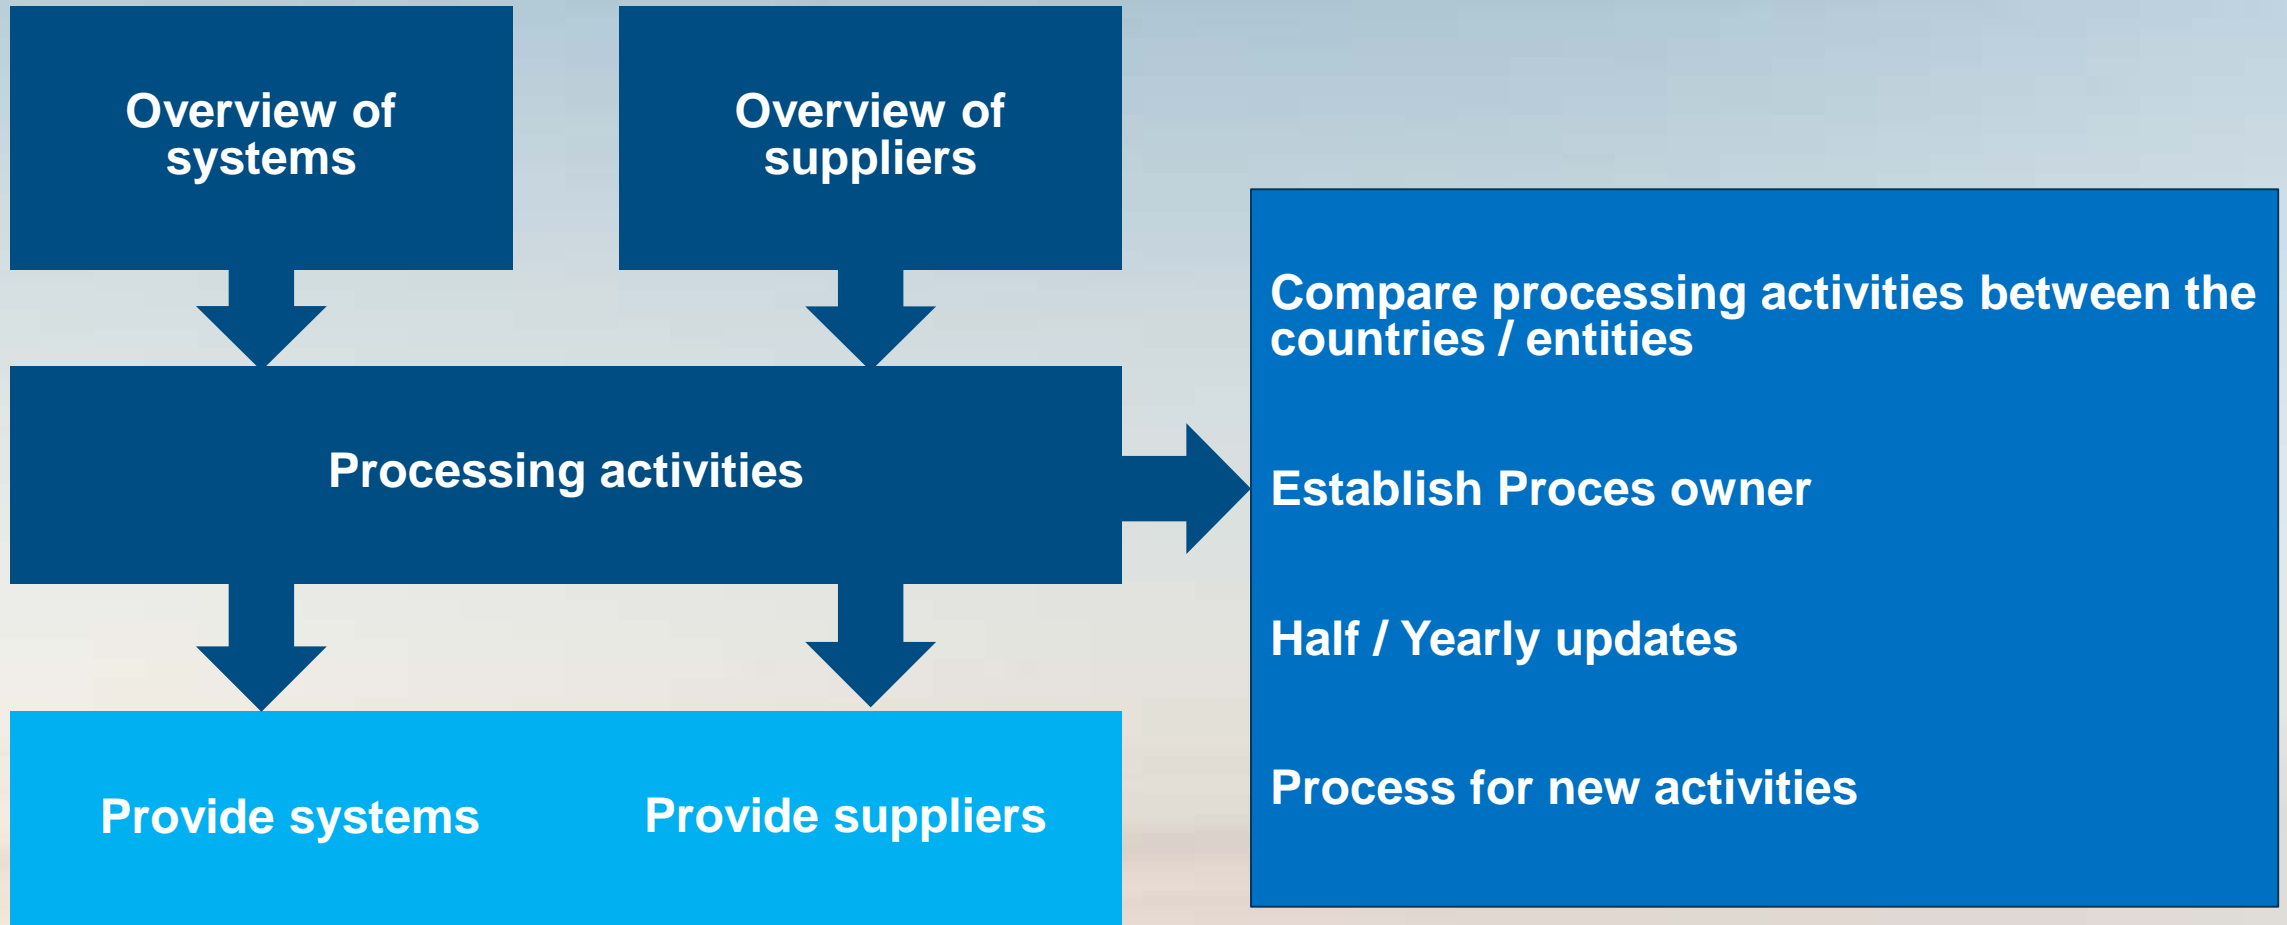 Overview of
systems
Overview of
suppliers
Processing activities
Provide systems
Provide suppliers
Compare processing activities between the
countries / entities
Establish Proces owner
Half / Yearly updates
Process for new activities